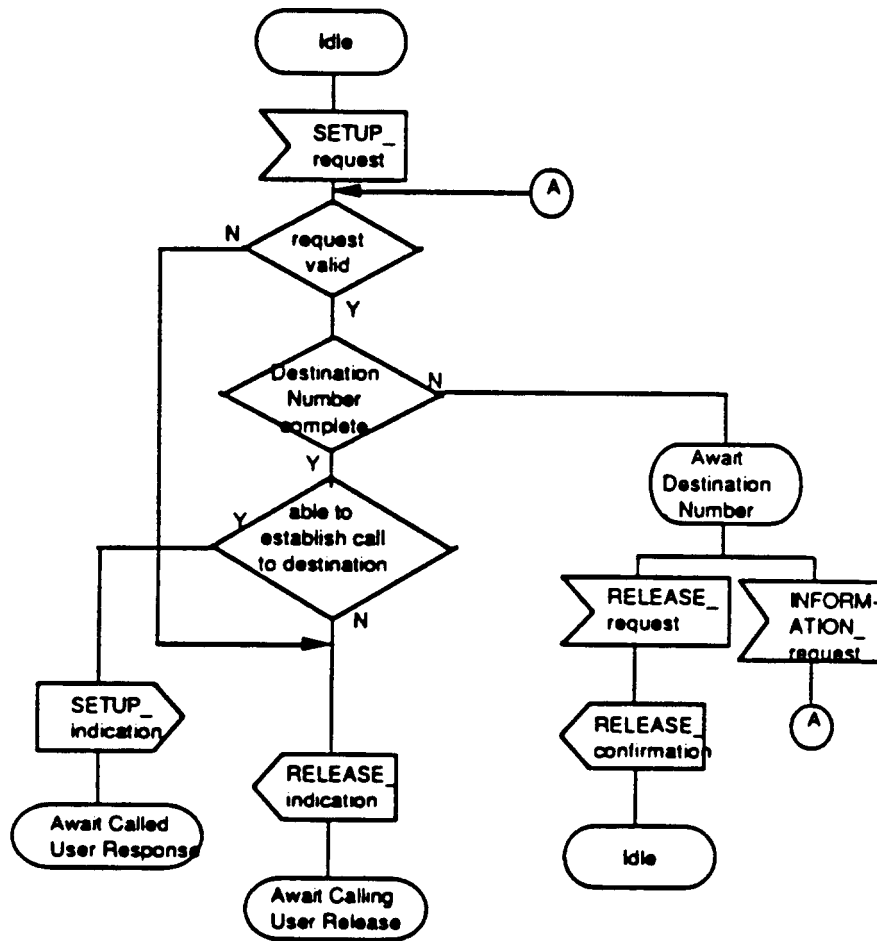 Idle
SETUP_
request
A
N
request
valid
Y
Destination
Number
complete
N
Y
Await
Destination
Number
Y
able to
establish call
to destination
N
RELEASE_
request
INFORM-
ATION_
request
SETUP_
indication
A
RELEASE_
confirmation
RELEASE_
indication
Await Called
User Response
Idle
Await Calling
User Release